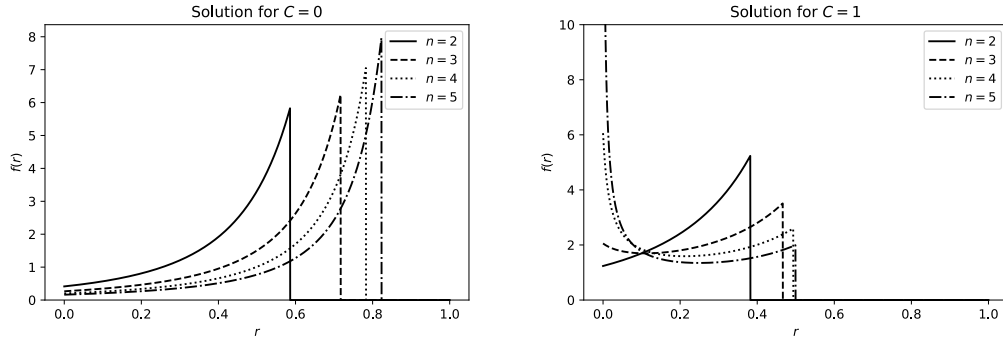 Solution for C = 0
f(r)
8
7
6
5
4
3
2
1
0
0.0 0.2 0.4 0.6 0.8 1.0
r
n = 2
n = 3
n = 4
n = 5
Solution for C = 1
f(r)
10
8
6
4
2
0
0.0 0.2 0.4 0.6 0.8 1.0
r
n = 2
n = 3
n = 4
n = 5